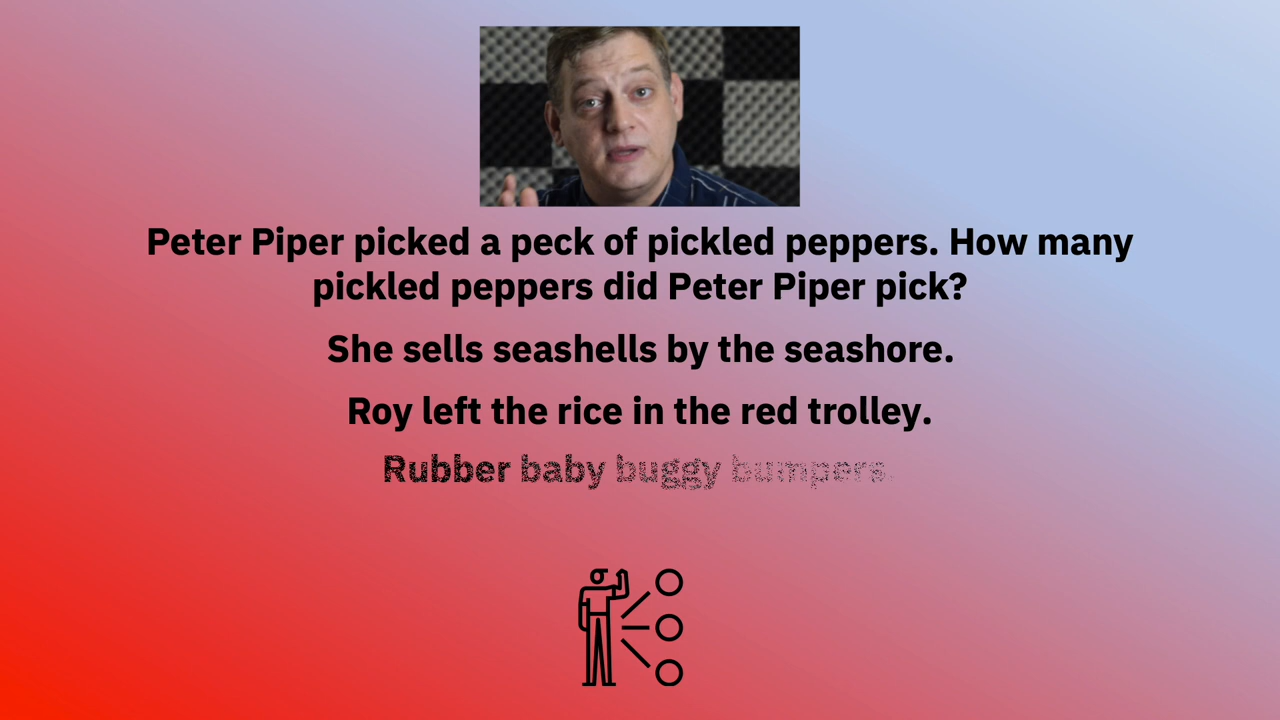 Peter Piper picked a peck of pickled peppers. How many
pickled peppers did Peter Piper pick?
She sells seashells by the seashore.
Roy left the rice in the red trolley.
Rubber baby buggy bumpers.